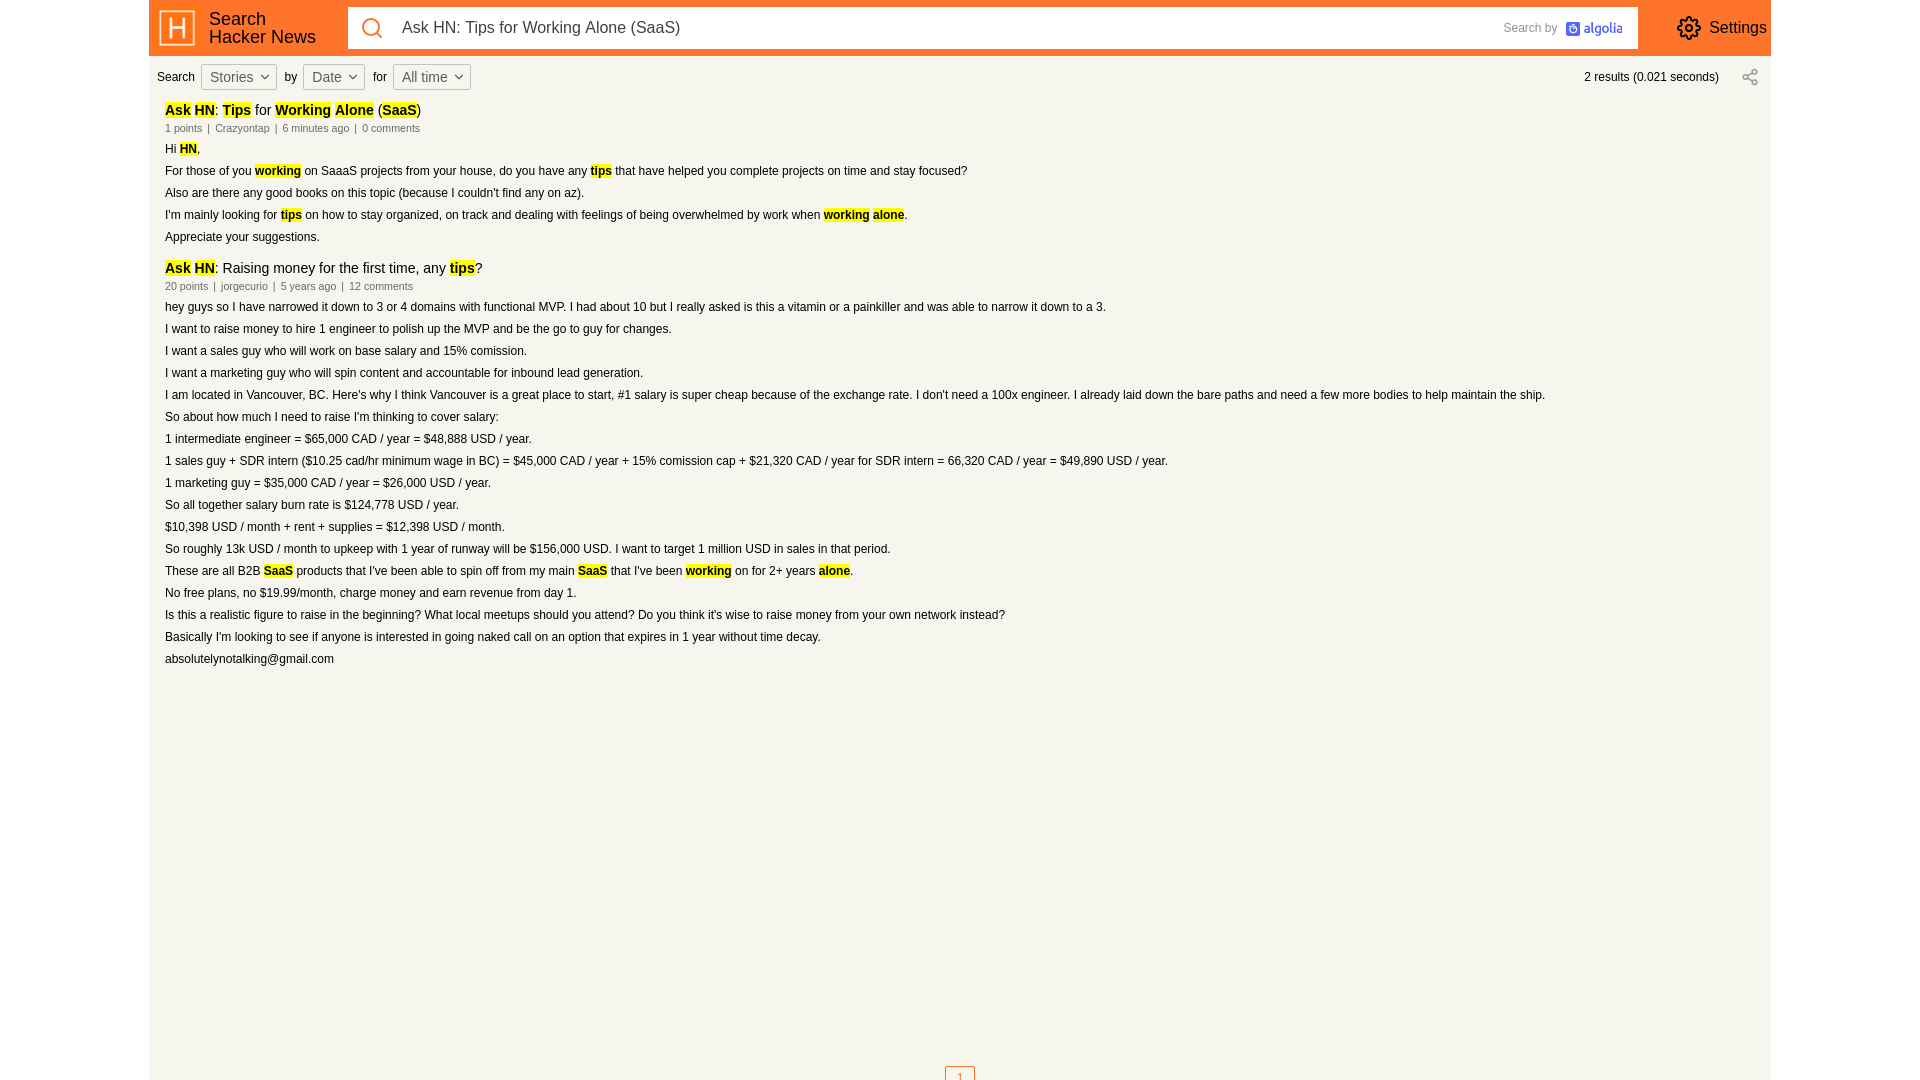 H
Search
Hacker News
Ask HN: Tips for Working Alone (SaaS)
Search by algolia
Settings
Search Stories by Date for All time
2 results (0.021 seconds)
Ask HN: Tips for Working Alone (SaaS)
1 points | Crazyontap | 6 minutes ago | 0 comments
Hi HN,
For those of you working on SaaaS projects from your house, do you have any tips that have helped you complete projects on time and stay focused?
Also are there any good books on this topic (because I couldn't find any on az).
I'm mainly looking for tips on how to stay organized, on track and dealing with feelings of being overwhelmed by work when working alone.
Appreciate your suggestions.
Ask HN: Raising money for the first time, any tips?
20 points | jorgecurio | 5 years ago | 12 comments
hey guys so I have narrowed it down to 3 or 4 domains with functional MVP. I had about 10 but I really asked is this a vitamin or a painkiller and was able to narrow it down to a 3.
I want to raise money to hire 1 engineer to polish up the MVP and be the go to guy for changes.
I want a sales guy who will work on base salary and 15% comission.
I want a marketing guy who will spin content and accountable for inbound lead generation.
I am located in Vancouver, BC. Here's why I think Vancouver is a great place to start, #1 salary is super cheap because of the exchange rate. I don't need a 100x engineer. I already laid down the bare paths and need a few more bodies to help maintain the ship.
So about how much I need to raise I'm thinking to cover salary:
1 intermediate engineer = $65,000 CAD / year = $48,888 USD / year.
1 sales guy + SDR intern ($10.25 cad/hr minimum wage in BC) = $45,000 CAD / year + 15% comission cap + $21,320 CAD / year for SDR intern = 66,320 CAD / year = $49,890 USD / year.
1 marketing guy = $35,000 CAD / year = $26,000 USD / year.
So all together salary burn rate is $124,778 USD / year.
$10,398 USD / month + rent + supplies = $12,398 USD / month.
So roughly 13k USD / month to upkeep with 1 year of runway will be $156,000 USD. I want to target 1 million USD in sales in that period.
These are all B2B SaaS products that I've been able to spin off from my main SaaS that I've been working on for 2+ years alone.
No free plans, no $19.99/month, charge money and earn revenue from day 1.
Is this a realistic figure to raise in the beginning? What local meetups should you attend? Do you think it's wise to raise money from your own network instead?
Basically I'm looking to see if anyone is interested in going naked call on an option that expires in 1 year without time decay.
absolutelynotalking@gmail.com
1